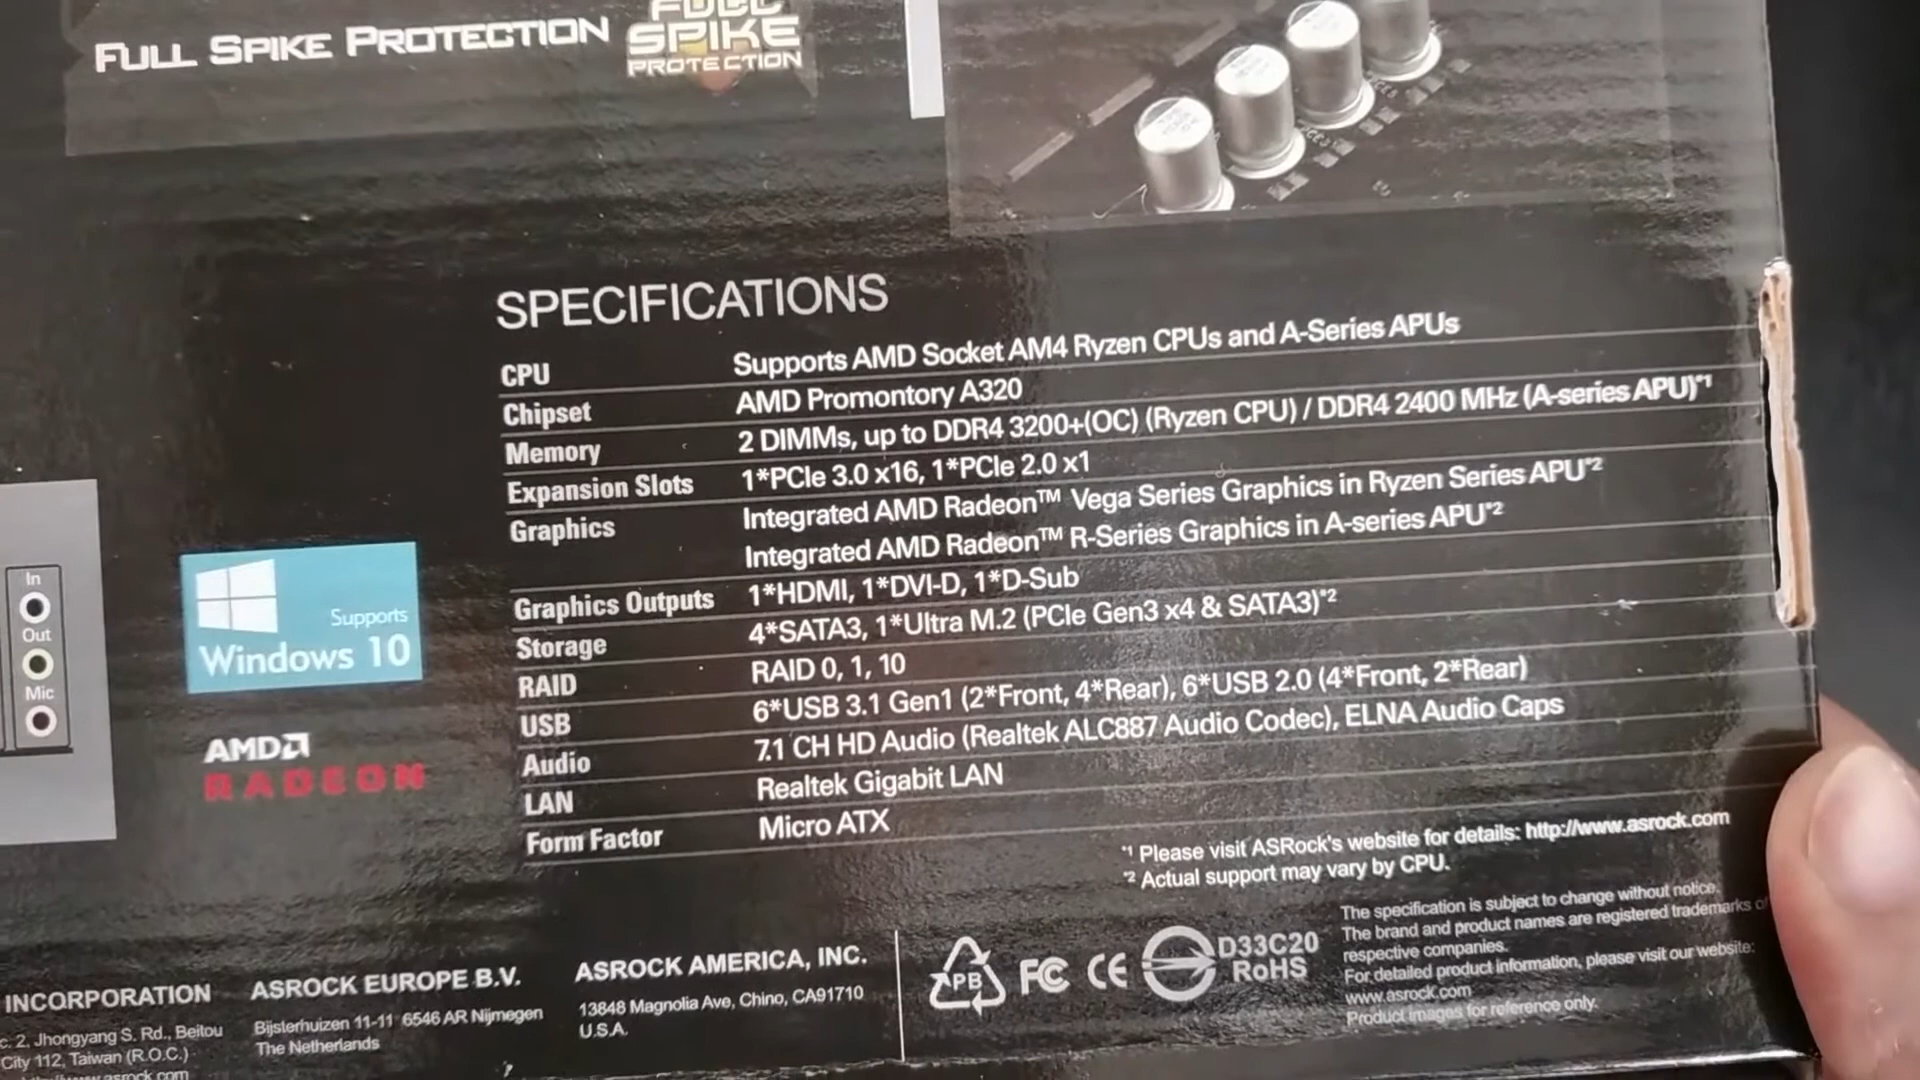 FULL SPIKE PROTECTION
FULL
SPIKE
PROTECTION
SPECIFICATIONS
CPU Supports AMD Socket AM4 Ryzen CPUs and A-Series APUs
Chipset AMD Promontory A320
Memory 2 DIMMs, up to DDR4 3200+(OC) (Ryzen CPU) / DDR4 2400 MHz (A-series APU)*1
Expansion Slots 1*PCIe 3.0 x16, 1*PCIe 2.0 x1
Graphics Integrated AMD Radeon™ Vega Series Graphics in Ryzen Series APU*2
Integrated AMD Radeon™ R-Series Graphics in A-series APU*2
Graphics Outputs 1*HDMI, 1*DVI-D, 1*D-Sub
Storage 4*SATA3, 1*Ultra M.2 (PCIe Gen3 x4 & SATA3)*2
RAID RAID 0, 1, 10
USB 6*USB 3.1 Gen1 (2*Front, 4*Rear), 6*USB 2.0 (4*Front, 2*Rear)
Audio 7.1 CH HD Audio (Realtek ALC887 Audio Codec), ELNA Audio Caps
LAN Realtek Gigabit LAN
Form Factor Micro ATX
In
Out
Mic
Supports
Windows 10
AMD
RADEON
*1 Please visit ASRock's website for details: http://www.asrock.com
*2 Actual support may vary by CPU.
INCORPORATION
c. 2, Jhongyang S. Rd., Beitou
City 112, Taiwan (R.O.C.)
www.asrock.com
ASROCK EUROPE B.V.
Bijsterhuizen 11-11 6546 AR Nijmegen
The Netherlands
ASROCK AMERICA, INC.
13848 Magnolia Ave, Chino, CA91710
U.S.A.
PB
FC CE
D33C20
RoHS
The specification is subject to change without notice.
The brand and product names are registered trademarks of
respective companies.
For detailed product information, please visit our website:
www.asrock.com
Product images for reference only.